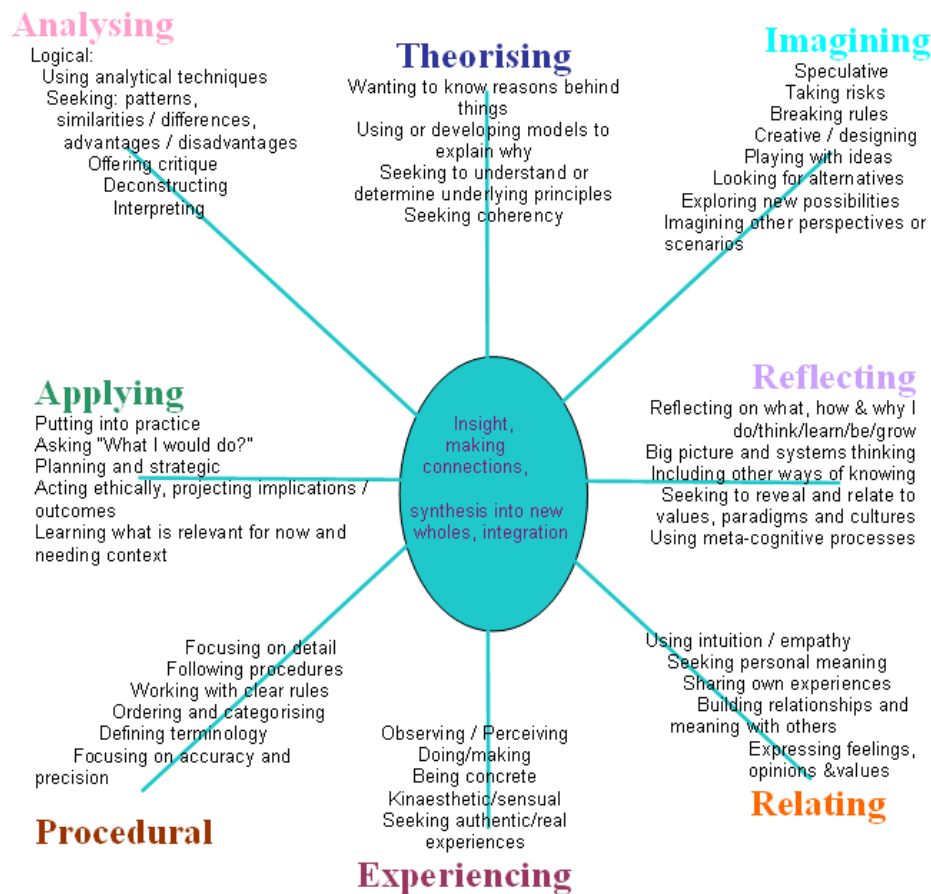 Analysing
Logical:
Using analytical techniques
Seeking: patterns,
similarities / differences,
advantages / disadvantages
Offering critique
Deconstructing
Interpreting
Theorising
Wanting to know reasons behind
things
Using or developing models to
explain why
Seeking to understand or
determine underlying principles
Seeking coherency
Imagining
Speculative
Taking risks
Breaking rules
Creative / designing
Playing with ideas
Looking for alternatives
Exploring new possibilities
Imagining other perspectives or
scenarios
Applying
Putting into practice
Asking "What I would do?"
Planning and strategic
Acting ethically, projecting implications /
outcomes
Learning what is relevant for now and
needing context
Insight,
making
connections,
synthesis into new
wholes, integration
Reflecting
Reflecting on what, how & why I
do/think/learn/be/grow
Big picture and systems thinking
Including other ways of knowing
Seeking to reveal and relate to
values, paradigms and cultures
Using meta-cognitive processes
Focusing on detail
Following procedures
Working with clear rules
Ordering and categorising
Defining terminology
Focusing on accuracy and
precision
Procedural
Observing / Perceiving
Doing/making
Being concrete
Kinaesthetic/sensual
Seeking authentic/real
experiences
Experiencing
Using intuition / empathy
Seeking personal meaning
Sharing own experiences
Building relationships and
meaning with others
Expressing feelings,
opinions &values
Relating